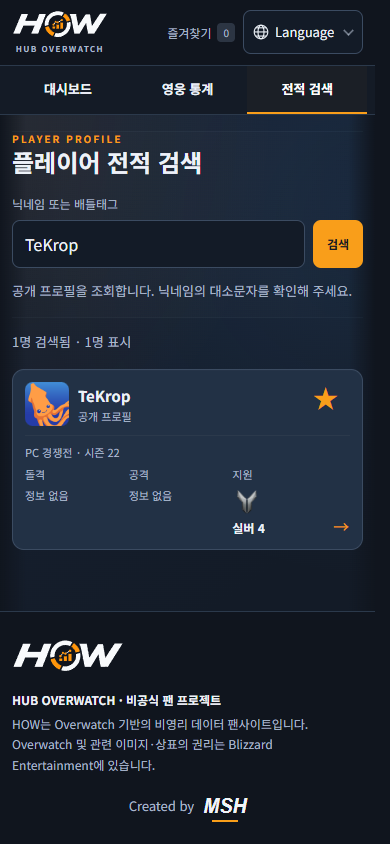 HOW
HUB OVERWATCH
즐겨찾기 0
Language
대시보드 영웅 통계 전적 검색
PLAYER PROFILE
플레이어 전적 검색
닉네임 또는 배틀태그
TeKrop 검색
공개 프로필을 조회합니다. 닉네임의 대소문자를 확인해 주세요.
1명 검색됨 · 1명 표시
TeKrop
공개 프로필
PC 경쟁전 · 시즌 22
돌격 공격 지원
정보 없음 정보 없음
실버 4 →
HOW
HUB OVERWATCH · 비공식 팬 프로젝트
HOW는 Overwatch 기반의 비영리 데이터 팬사이트입니다.
Overwatch 및 관련 이미지·상표의 권리는 Blizzard
Entertainment에 있습니다.
Created by MSH